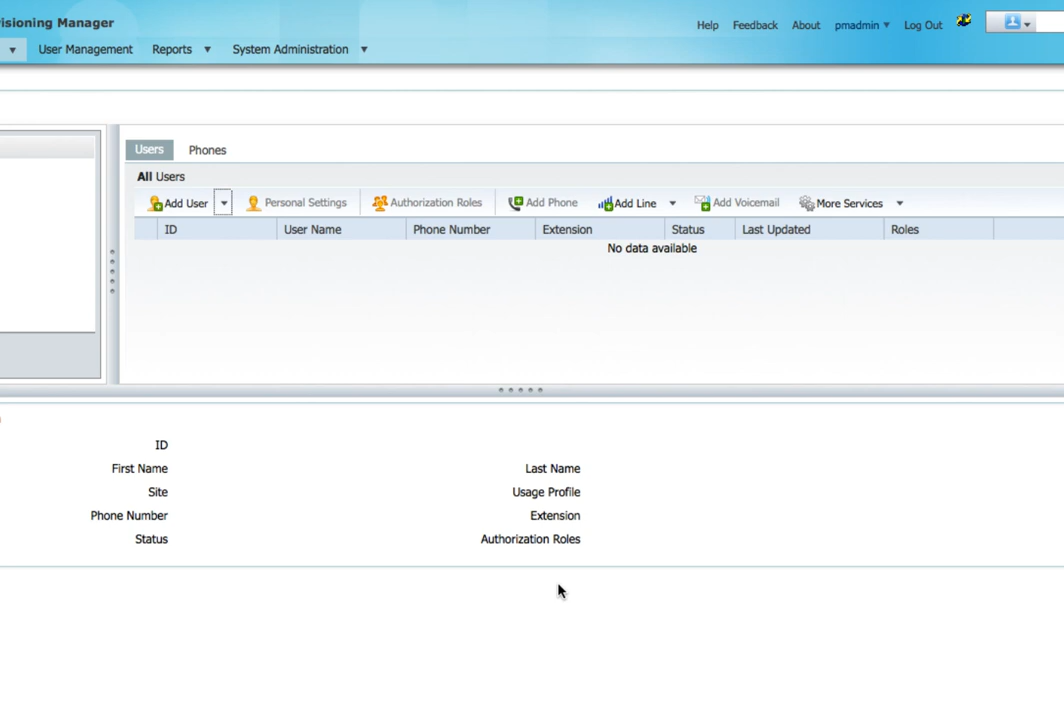 isioning Manager
Help Feedback About pmadmin Log Out
User Management Reports System Administration
Users Phones
All Users
Add User Personal Settings Authorization Roles Add Phone Add Line Add Voicemail More Services
ID User Name Phone Number Extension Status Last Updated Roles
No data available
ID
First Name Last Name
Site Usage Profile
Phone Number Extension
Status Authorization Roles